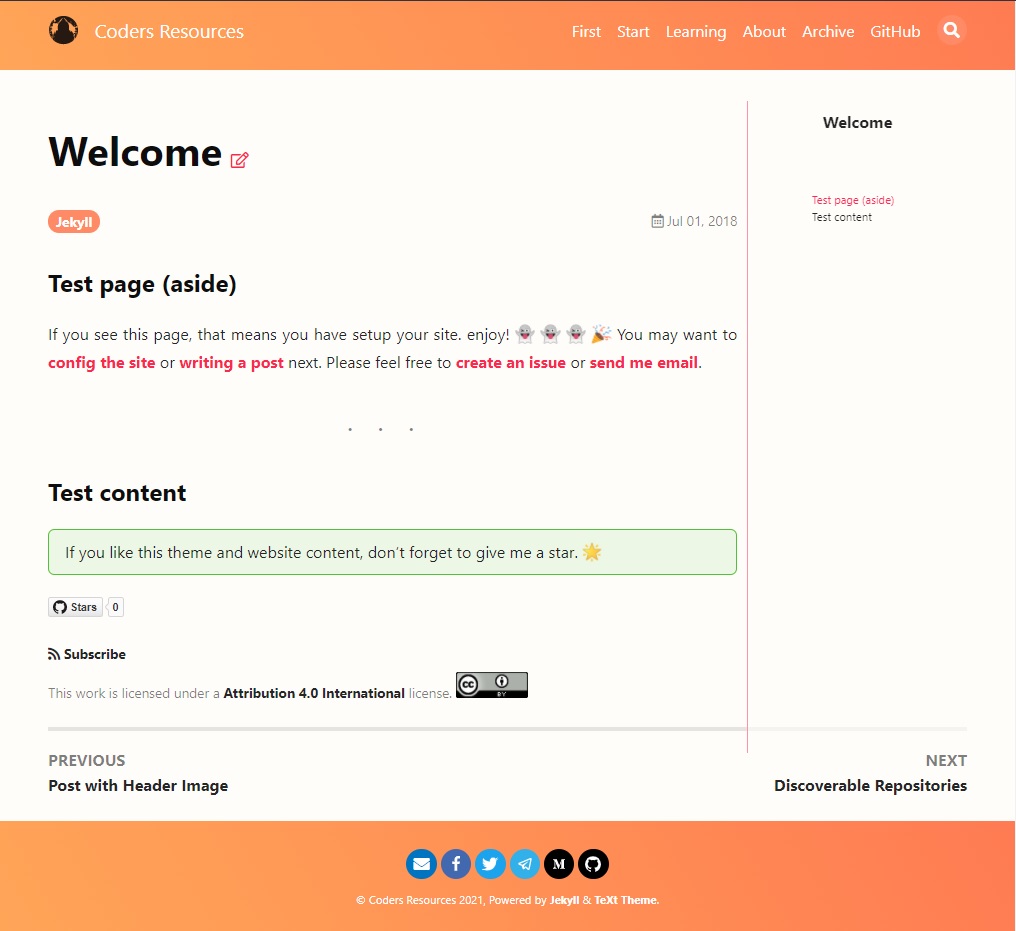 Coders Resources
First Start Learning About Archive GitHub
Welcome
Jekyll
Jul 01, 2018
Test page (aside)
If you see this page, that means you have setup your site. enjoy! 👻 👻 👻 🎉 You may want to
config the site or writing a post next. Please feel free to create an issue or send me email.
. . .
Test content
If you like this theme and website content, don’t forget to give me a star. 🌟
Stars 0
Subscribe
This work is licensed under a Attribution 4.0 International license. cc BY
Welcome
Test page (aside)
Test content
PREVIOUS
Post with Header Image
NEXT
Discoverable Repositories
M
© Coders Resources 2021, Powered by Jekyll & TeXt Theme.